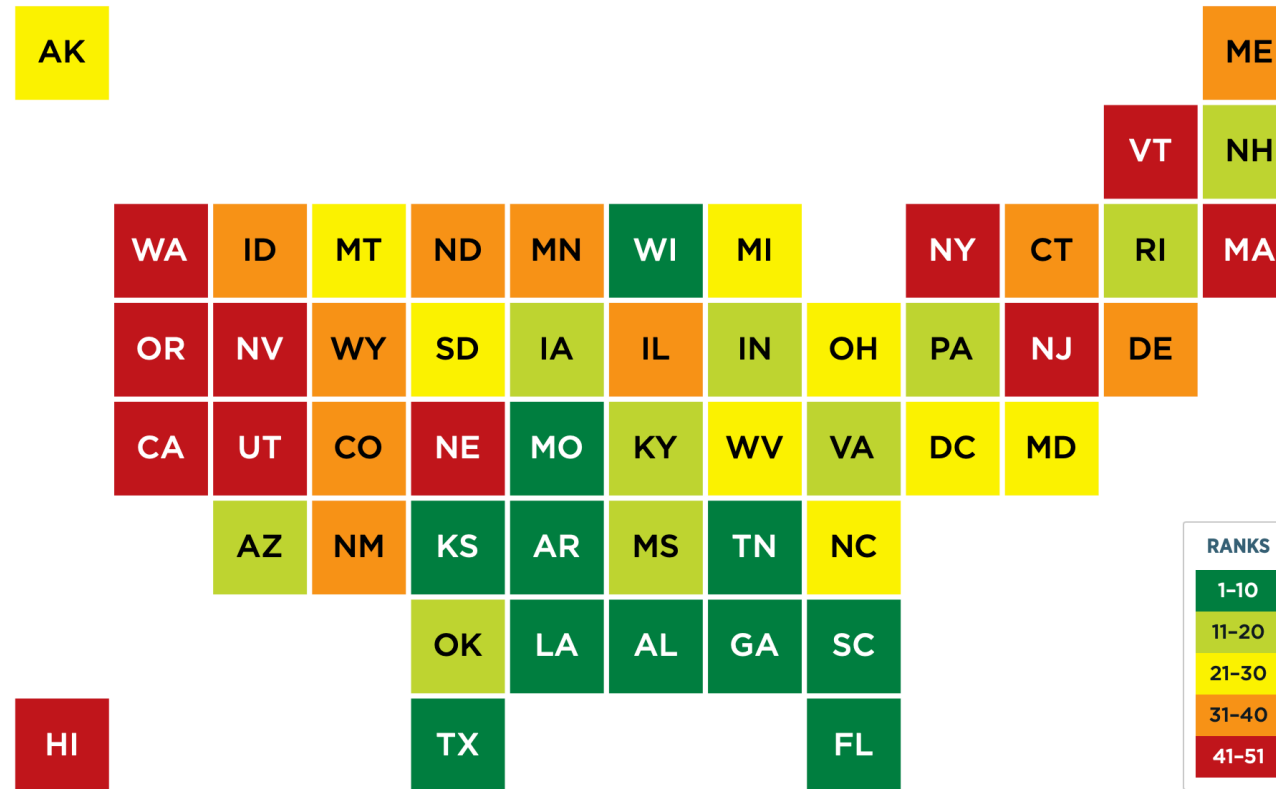 AK
ME
VT NH
WA ID MT ND MN WI MI NY CT RI MA
OR NV WY SD IA IL IN OH PA NJ DE
CA UT CO NE MO KY WV VA DC MD
AZ NM KS AR MS TN NC
OK LA AL GA SC
HI TX FL
RANKS
1–10
11–20
21–30
31–40
41–51